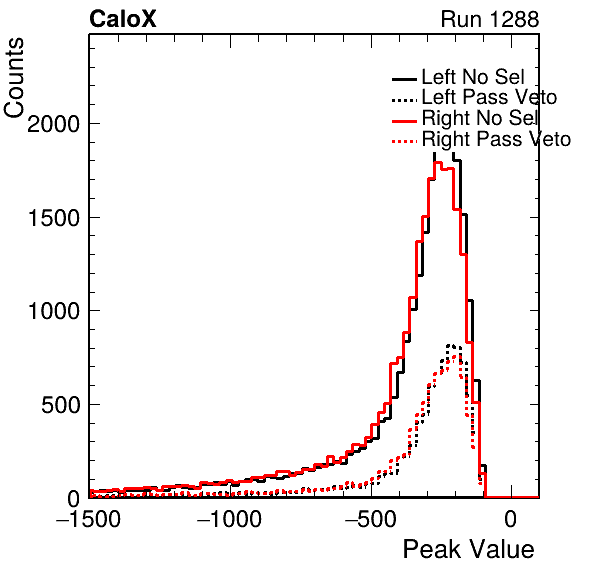 CaloX Run 1288
Counts
Left No Sel
Left Pass Veto
Right No Sel
Right Pass Veto
2000
1500
1000
500
0
−1500 −1000 −500 0
Peak Value